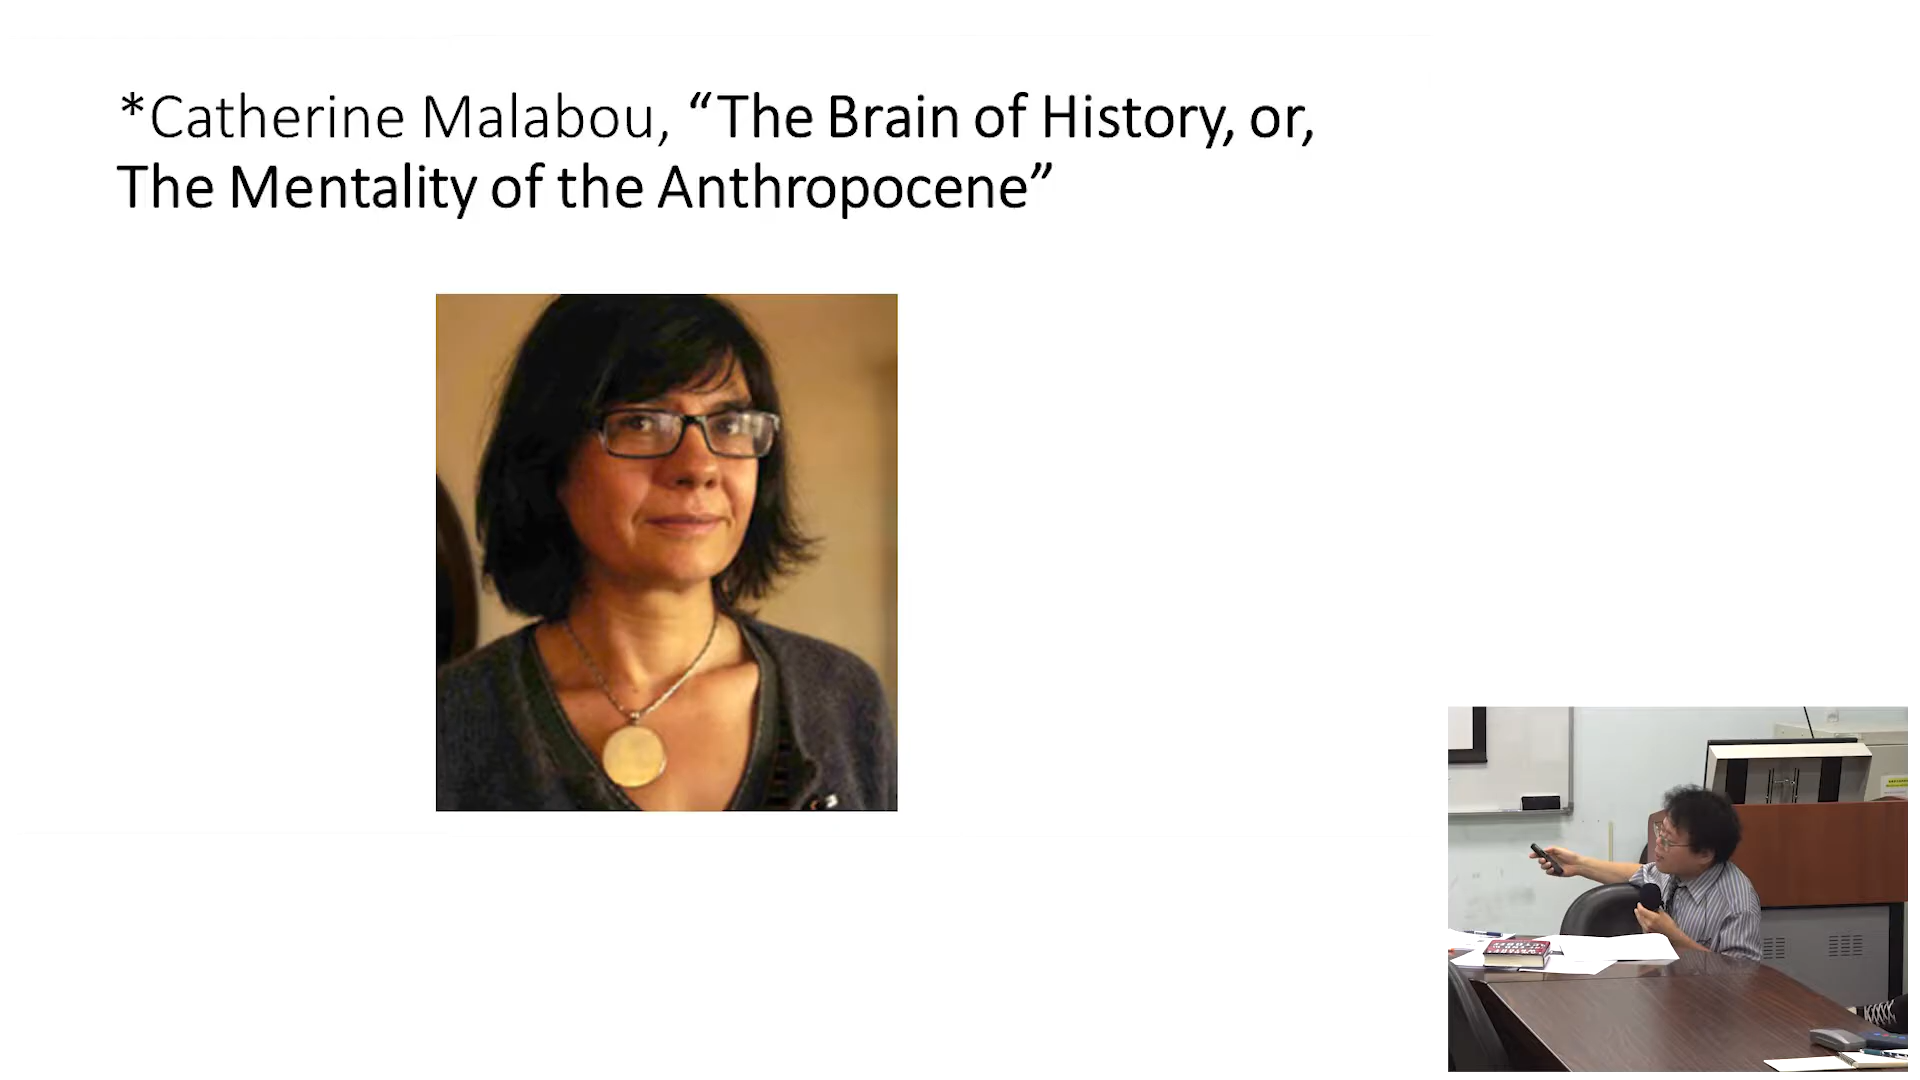 *Catherine Malabou, “The Brain of History, or,
The Mentality of the Anthropocene”